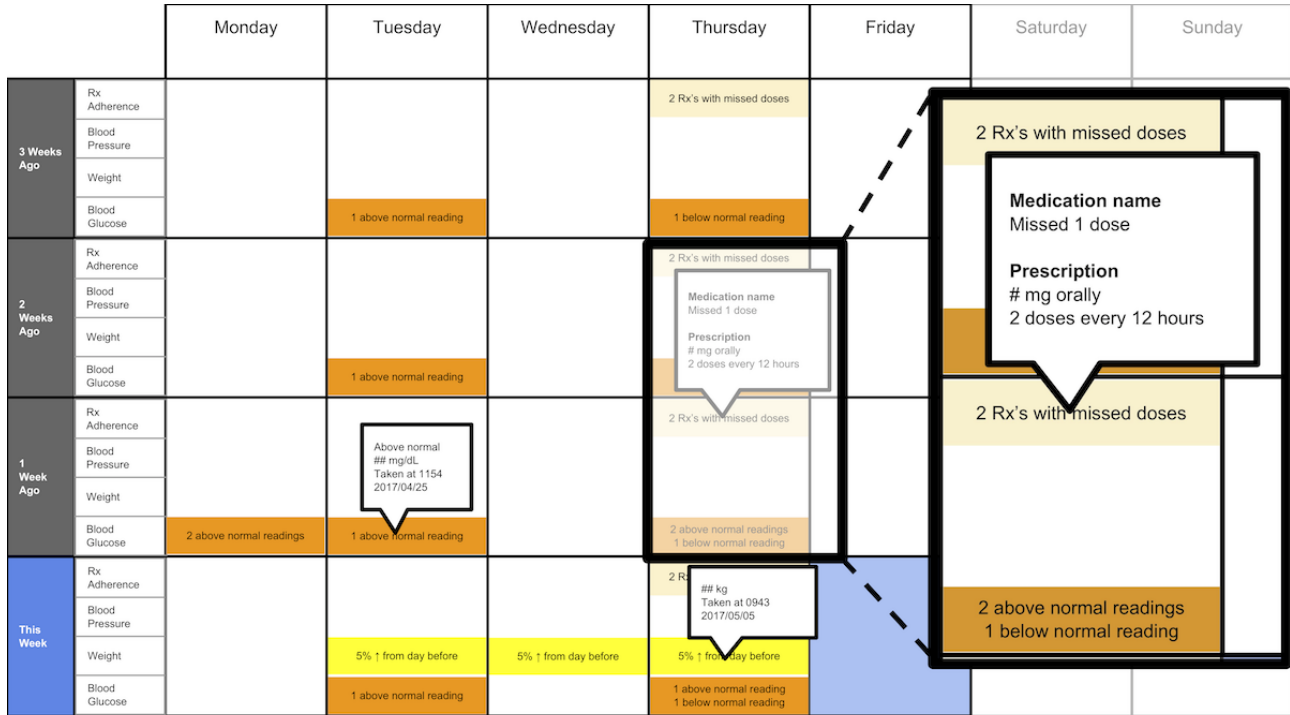 Monday Tuesday Wednesday Thursday Friday Saturday Sunday
3 Weeks
Ago
Rx
Adherence
2 Rx's with missed doses
Blood
Pressure
Weight
Blood
Glucose
1 above normal reading
1 below normal reading
2
Weeks
Ago
Rx
Adherence
2 Rx's with missed doses
Blood
Pressure
Weight
Blood
Glucose
1 above normal reading
Medication name
Missed 1 dose
Prescription
# mg orally
2 doses every 12 hours
1
Week
Ago
Rx
Adherence
2 Rx's with missed doses
Blood
Pressure
Weight
Blood
Glucose
Above normal
## mg/dL
Taken at 1154
2017/04/25
2 above normal readings
1 above normal reading
2 above normal readings
1 below normal reading
This
Week
Rx
Adherence
2 R
Blood
Pressure
Weight
Blood
Glucose
## kg
Taken at 0943
2017/05/05
5% ↑ from day before
5% ↑ from day before
5% ↑ from day before
1 above normal reading
1 above normal reading
1 below normal reading
2 Rx's with missed doses
Medication name
Missed 1 dose
Prescription
# mg orally
2 doses every 12 hours
2 Rx's with missed doses
2 above normal readings
1 below normal reading